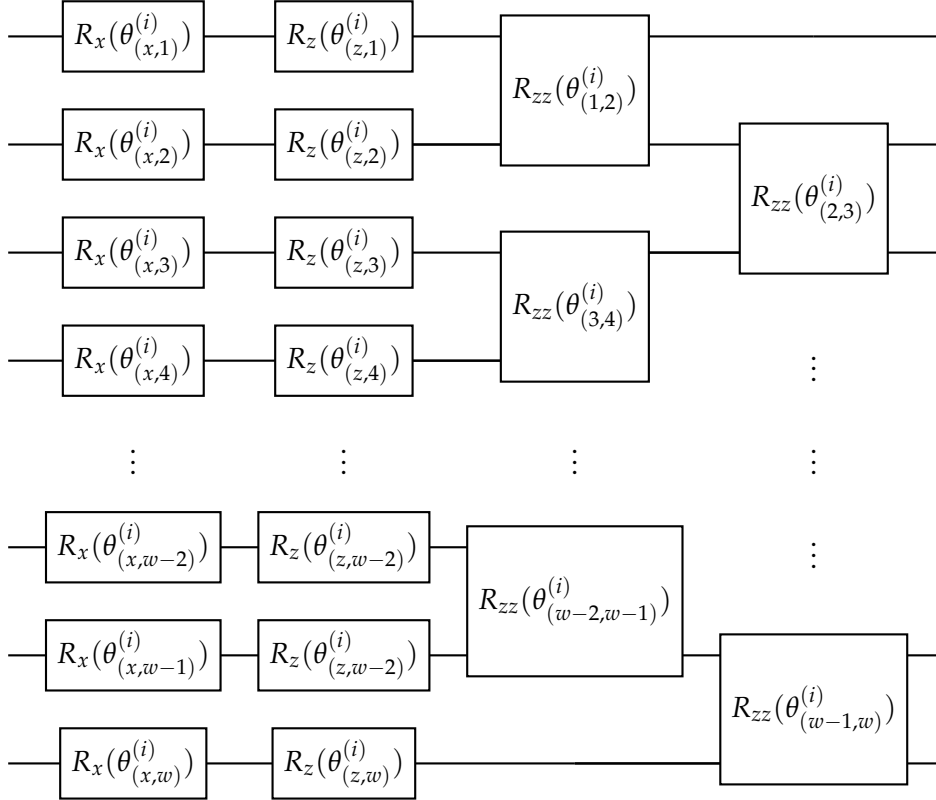 R_x(θ^{(i)}_{(x,1)}) R_z(θ^{(i)}_{(z,1)})
R_{zz}(θ^{(i)}_{(1,2)})
R_x(θ^{(i)}_{(x,2)}) R_z(θ^{(i)}_{(z,2)})
R_{zz}(θ^{(i)}_{(2,3)})
R_x(θ^{(i)}_{(x,3)}) R_z(θ^{(i)}_{(z,3)})
R_{zz}(θ^{(i)}_{(3,4)})
R_x(θ^{(i)}_{(x,4)}) R_z(θ^{(i)}_{(z,4)}) ⋮
⋮ ⋮ ⋮ ⋮
R_x(θ^{(i)}_{(x,w−2)}) R_z(θ^{(i)}_{(z,w−2)}) ⋮
R_{zz}(θ^{(i)}_{(w−2,w−1)})
R_x(θ^{(i)}_{(x,w−1)}) R_z(θ^{(i)}_{(z,w−2)})
R_{zz}(θ^{(i)}_{(w−1,w)})
R_x(θ^{(i)}_{(x,w)}) R_z(θ^{(i)}_{(z,w)})